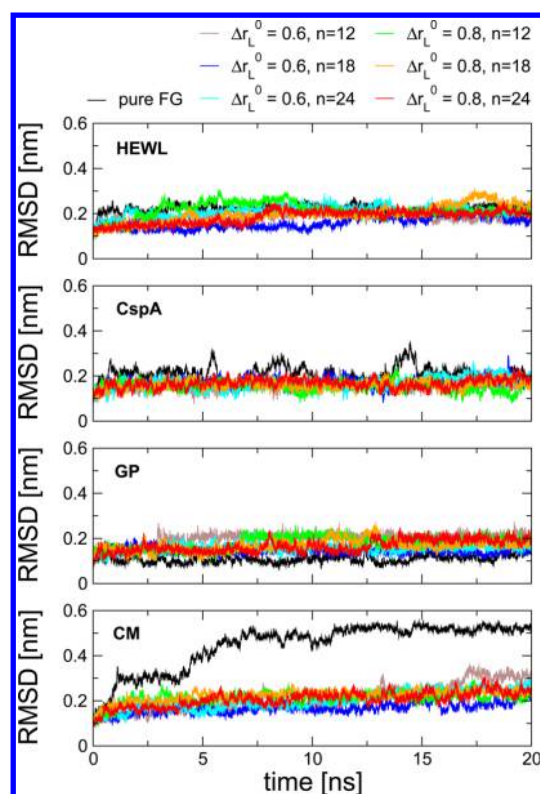 Δr_L^0 = 0.6, n=12 Δr_L^0 = 0.8, n=12
Δr_L^0 = 0.6, n=18 Δr_L^0 = 0.8, n=18
pure FG Δr_L^0 = 0.6, n=24 Δr_L^0 = 0.8, n=24
0.6
HEWL
0.4
0.2
0
RMSD [nm]
0.6
CspA
0.4
0.2
0
RMSD [nm]
0.6
GP
0.4
0.2
0
RMSD [nm]
0.6
CM
0.4
0.2
0
RMSD [nm]
0 5 10 15 20
time [ns]